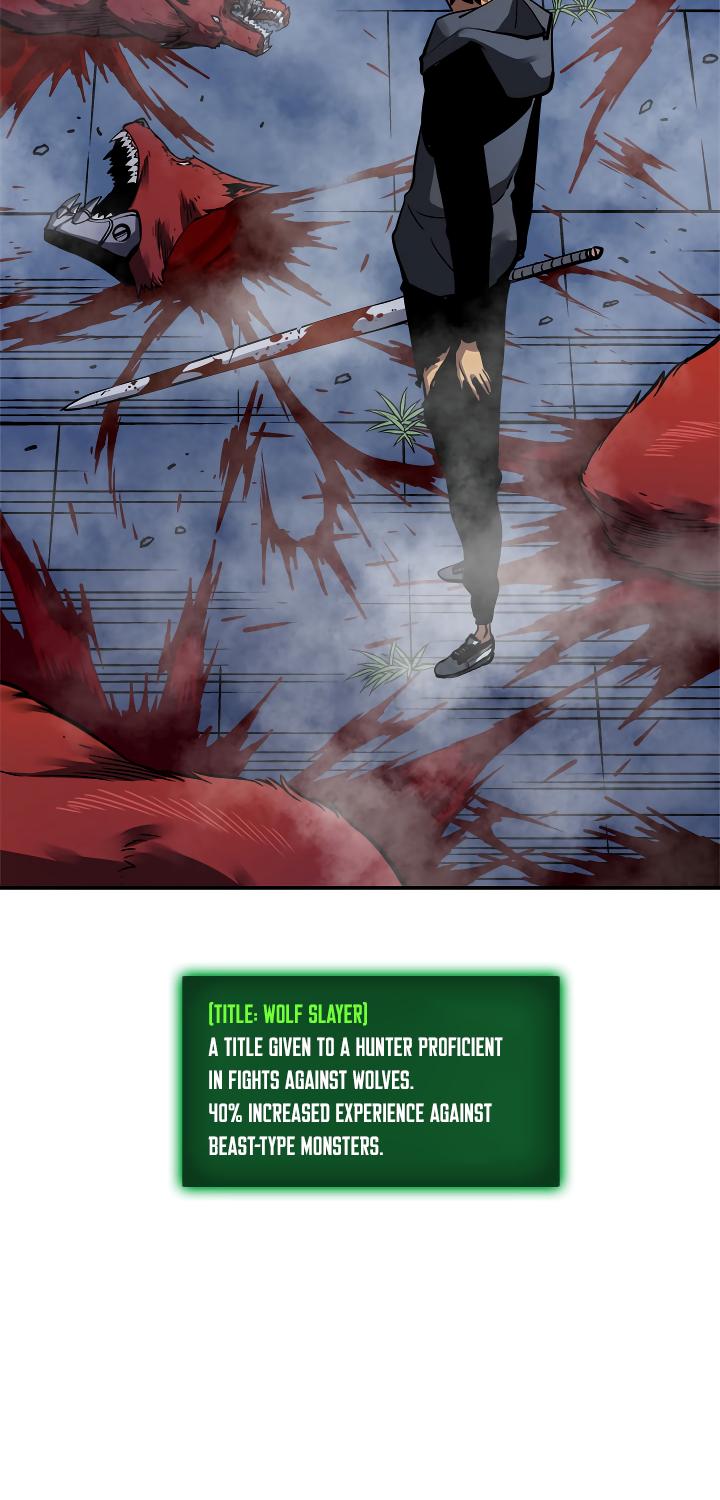 [TITLE: WOLF SLAYER]
A TITLE GIVEN TO A HUNTER PROFICIENT
IN FIGHTS AGAINST WOLVES.
40% INCREASED EXPERIENCE AGAINST
BEAST-TYPE MONSTERS.